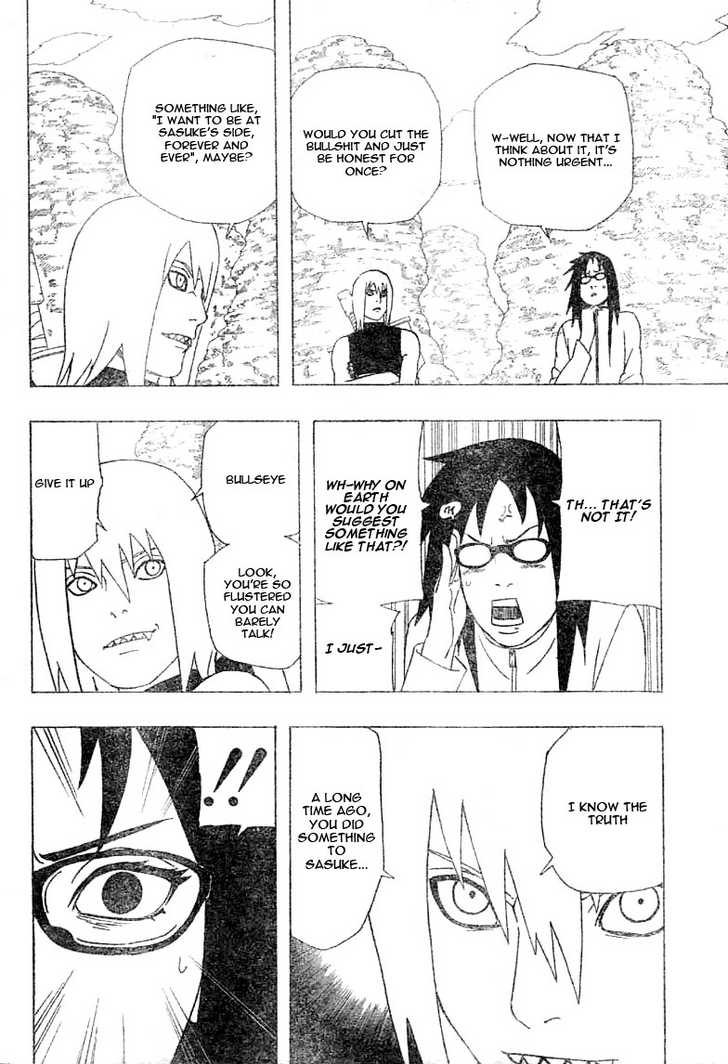 W-WELL, NOW THAT I
THINK ABOUT IT, IT'S
NOTHING URGENT...
WOULD YOU CUT THE
BULLSHIT AND JUST
BE HONEST FOR
ONCE?
SOMETHING LIKE,
"I WANT TO BE AT
SASUKE'S SIDE,
FOREVER AND
EVER", MAYBE?
TH... THAT'S
NOT IT!
WH-WHY ON
EARTH
WOULD YOU
SUGGEST
SOMETHING
LIKE THAT?!
I JUST-
BULLSEYE
LOOK,
YOU'RE SO
FLUSTERED
YOU CAN
BARELY
TALK!
GIVE IT UP
I KNOW THE
TRUTH
A LONG
TIME AGO,
YOU DID
SOMETHING
TO
SASUKE...
!!